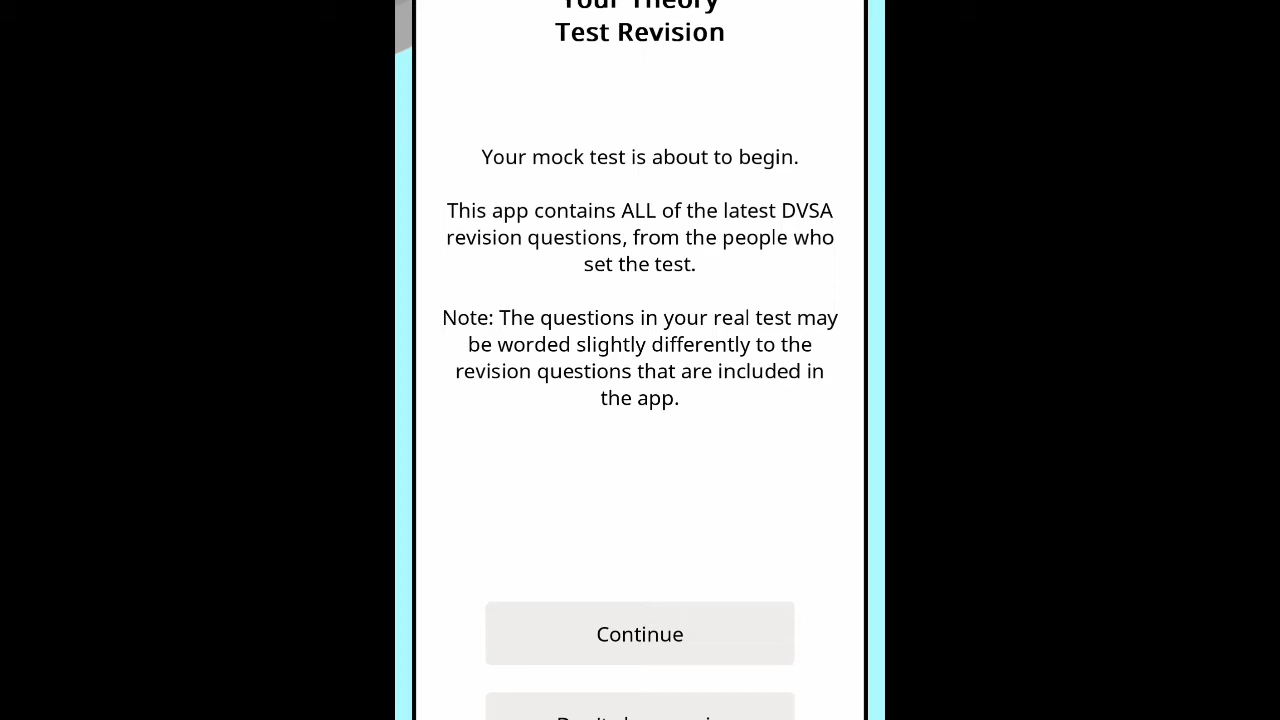 Your Theory
Test Revision
Your mock test is about to begin.
This app contains ALL of the latest DVSA
revision questions, from the people who
set the test.
Note: The questions in your real test may
be worded slightly differently to the
revision questions that are included in
the app.
Continue